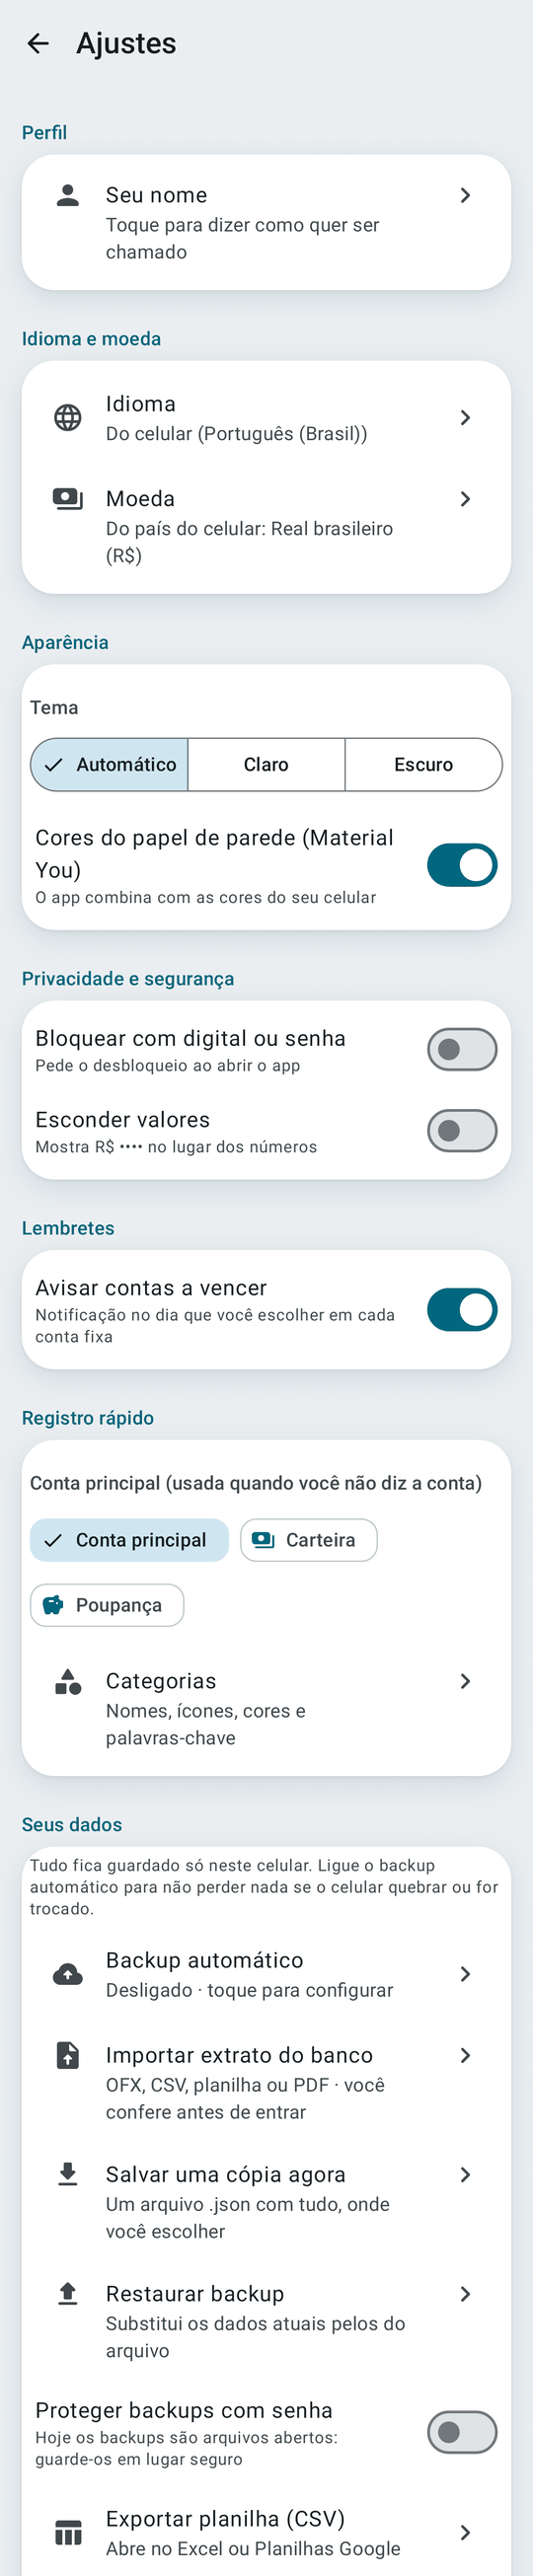 Ajustes
Perfil
Seu nome
Toque para dizer como quer ser
chamado
Idioma e moeda
Idioma
Do celular (Português (Brasil))
Moeda
Do país do celular: Real brasileiro
(R$)
Aparência
Tema
Automático
Claro
Escuro
Cores do papel de parede (Material
You)
O app combina com as cores do seu celular
Privacidade e segurança
Bloquear com digital ou senha
Pede o desbloqueio ao abrir o app
Esconder valores
Mostra R$ •••• no lugar dos números
Lembretes
Avisar contas a vencer
Notificação no dia que você escolher em cada
conta fixa
Registro rápido
Conta principal (usada quando você não diz a conta)
Conta principal
Carteira
Poupança
Categorias
Nomes, ícones, cores e
palavras-chave
Seus dados
Tudo fica guardado só neste celular. Ligue o backup
automático para não perder nada se o celular quebrar ou for
trocado.
Backup automático
Desligado · toque para configurar
Importar extrato do banco
OFX, CSV, planilha ou PDF · você
confere antes de entrar
Salvar uma cópia agora
Um arquivo .json com tudo, onde
você escolher
Restaurar backup
Substitui os dados atuais pelos do
arquivo
Proteger backups com senha
Hoje os backups são arquivos abertos:
guarde-os em lugar seguro
Exportar planilha (CSV)
Abre no Excel ou Planilhas Google